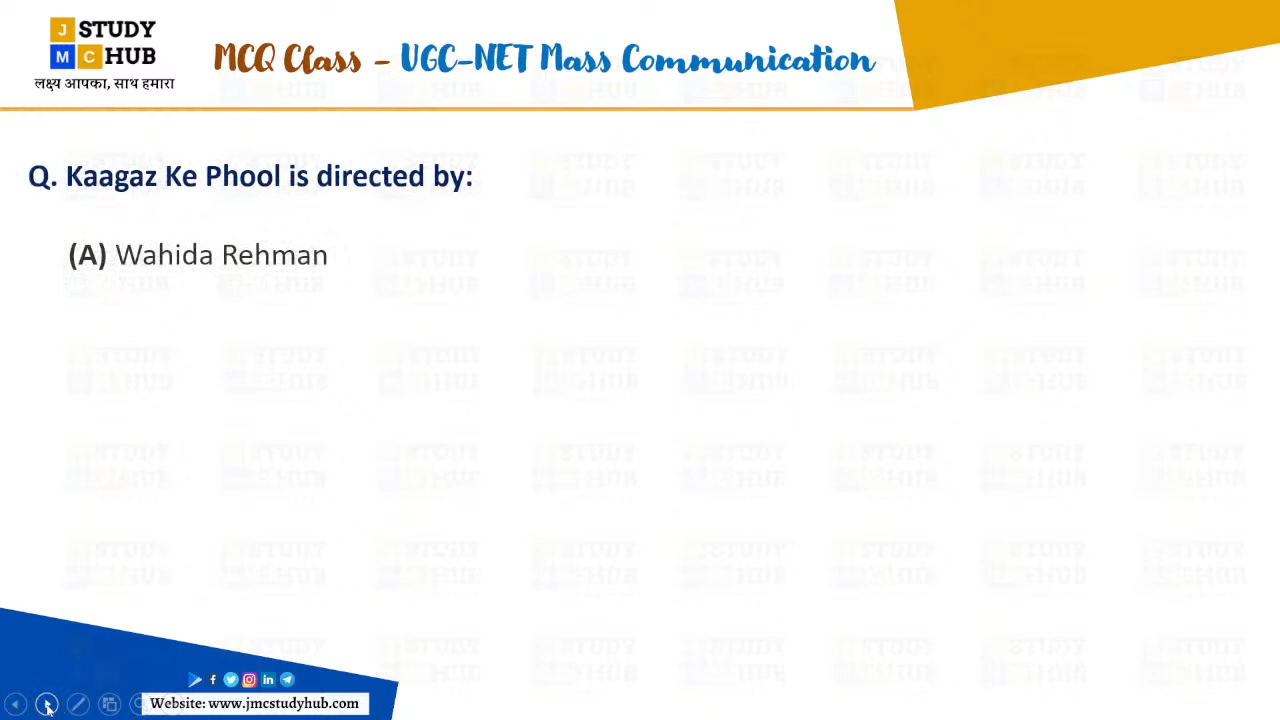 J STUDY
MC HUB
लक्ष्य आपका, साथ हमारा
MCQ Class - UGC-NET Mass Communication
Q. Kaagaz Ke Phool is directed by:
(A) Wahida Rehman
Website: www.jmcstudyhub.com